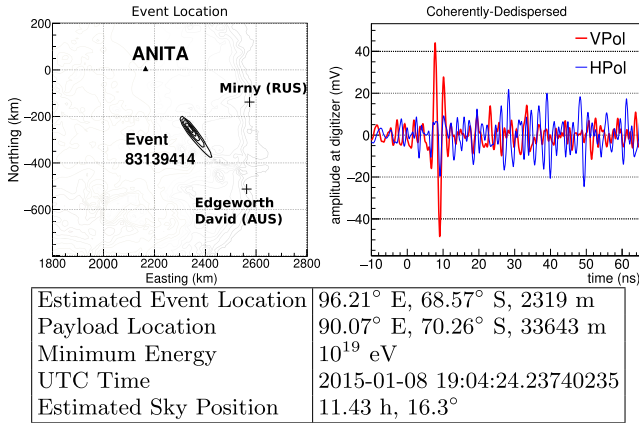 Event Location
Northing (km)
200
0
−200
−400
−600
−800
1800
2000
2200
2400
2600
2800
Easting (km)
ANITA
Mirny (RUS)
Event
83139414
Edgeworth
David (AUS)
Coherently-Dedispersed
amplitude at digitizer (mV)
40
20
0
−20
−40
−10
0
10
20
30
40
50
60
time (ns)
VPol
HPol
Estimated Event Location 96.21° E, 68.57° S, 2319 m
Payload Location 90.07° E, 70.26° S, 33643 m
Minimum Energy 10¹⁹ eV
UTC Time 2015-01-08 19:04:24.23740235
Estimated Sky Position 11.43 h, 16.3°